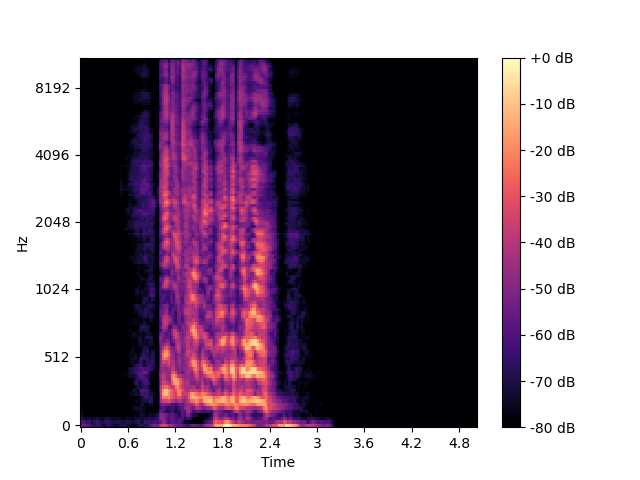 8192
4096
2048
1024
512
0
Hz
0 0.6 1.2 1.8 2.4 3 3.6 4.2 4.8
Time
+0 dB
-10 dB
-20 dB
-30 dB
-40 dB
-50 dB
-60 dB
-70 dB
-80 dB